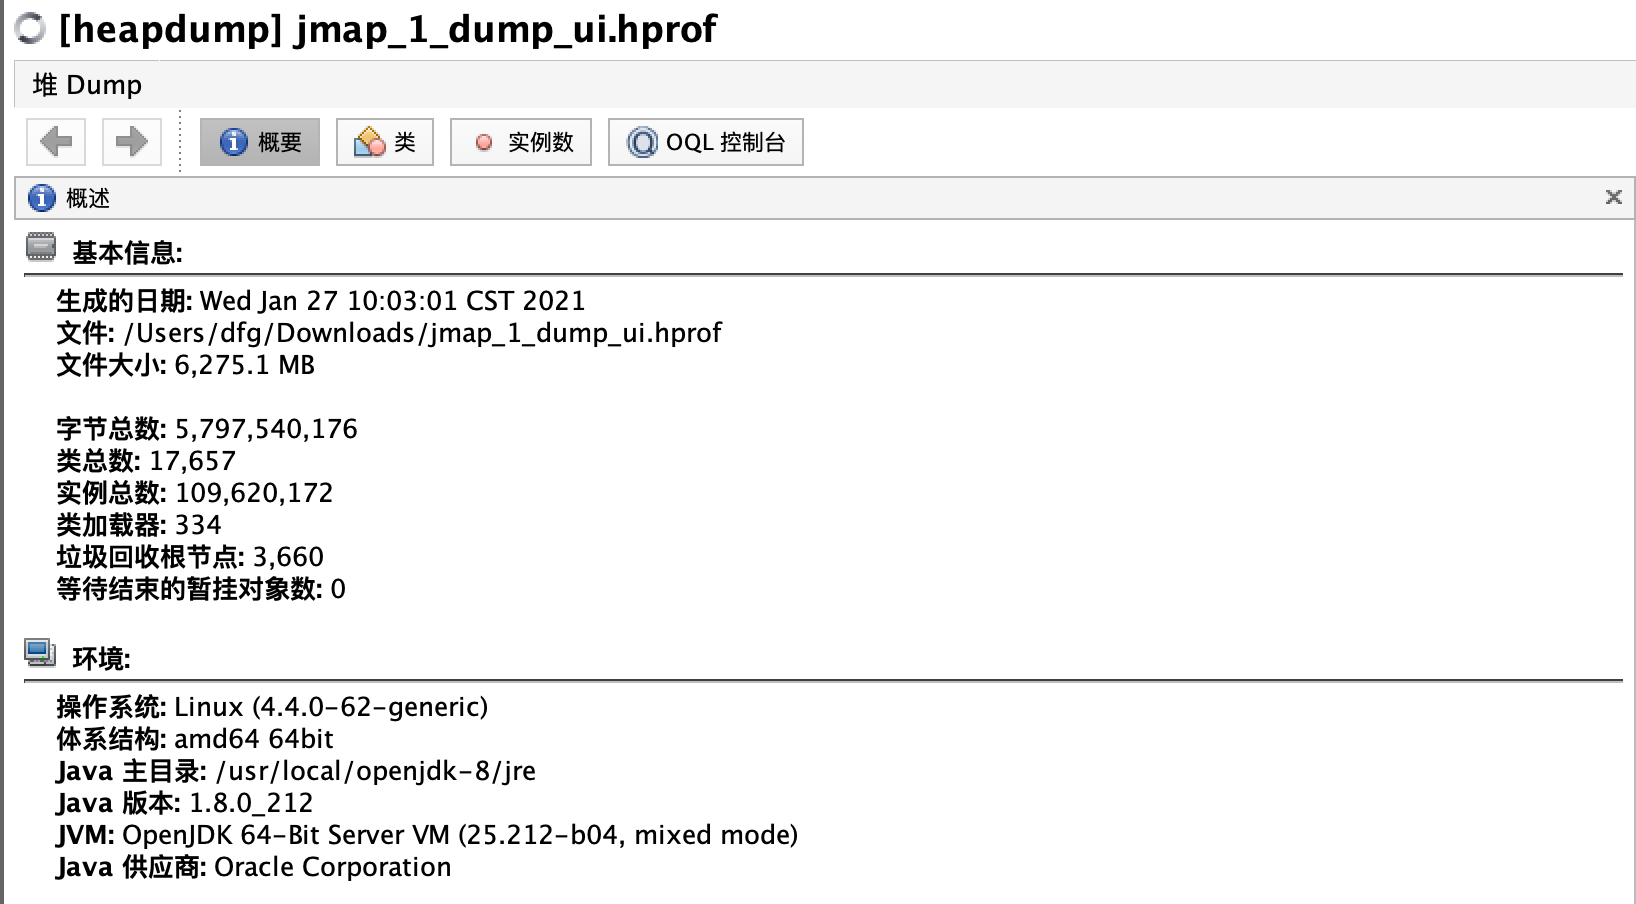 [heapdump] jmap_1_dump_ui.hprof
堆 Dump
概要 类 实例数 OQL 控制台
概述
基本信息:
生成的日期: Wed Jan 27 10:03:01 CST 2021
文件: /Users/dfg/Downloads/jmap_1_dump_ui.hprof
文件大小: 6,275.1 MB
字节总数: 5,797,540,176
类总数: 17,657
实例总数: 109,620,172
类加载器: 334
垃圾回收根节点: 3,660
等待结束的暂挂对象数: 0
环境:
操作系统: Linux (4.4.0-62-generic)
体系结构: amd64 64bit
Java 主目录: /usr/local/openjdk-8/jre
Java 版本: 1.8.0_212
JVM: OpenJDK 64-Bit Server VM (25.212-b04, mixed mode)
Java 供应商: Oracle Corporation